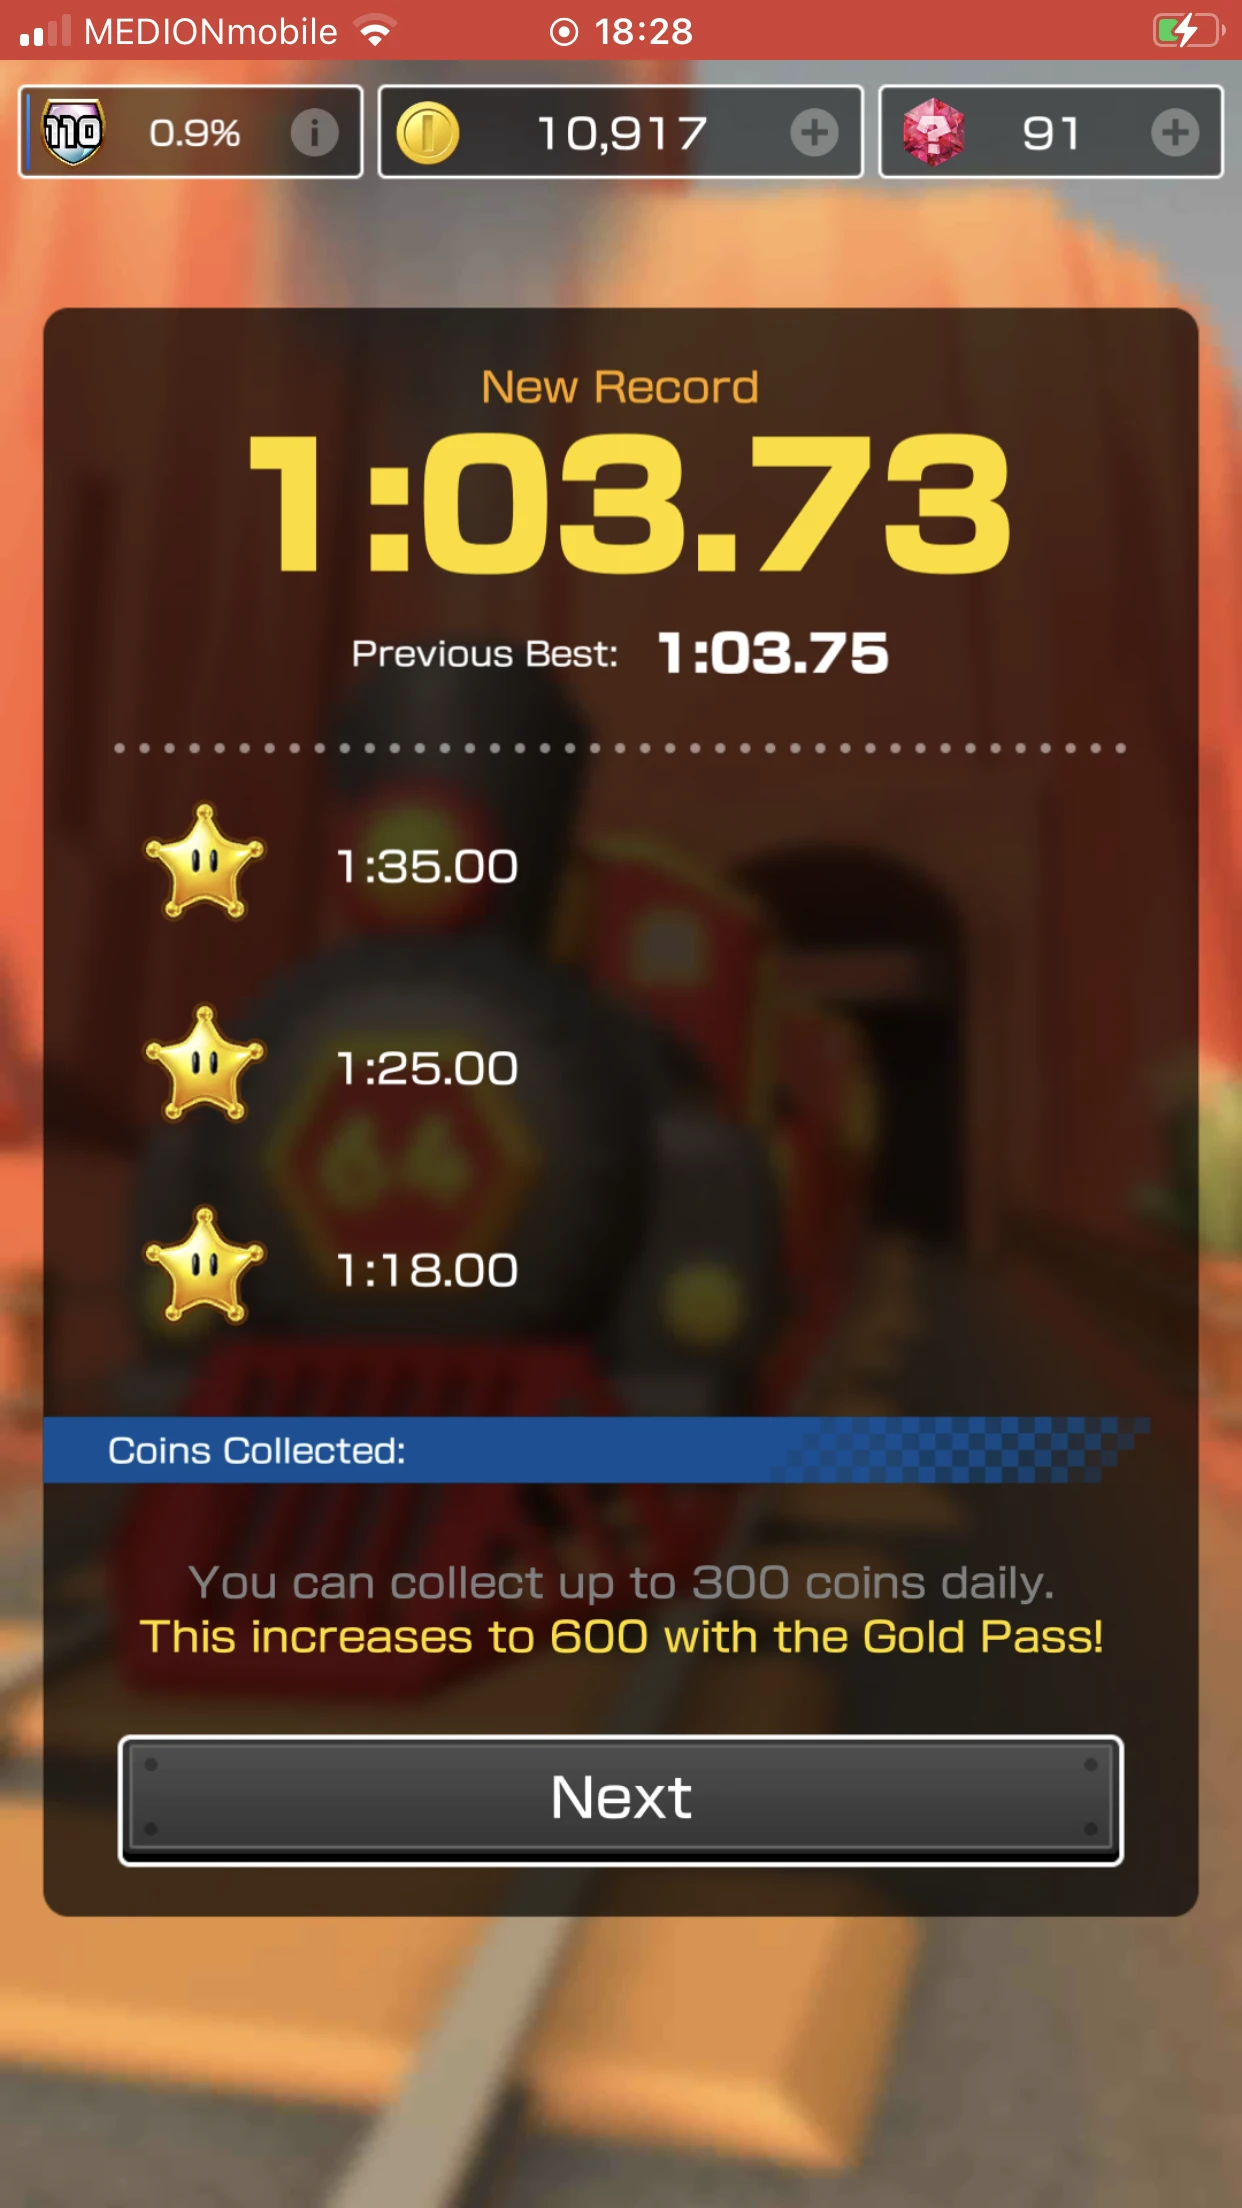 MEDIONmobile 18:28
110 0.9% i 10,917 + ? 91 +
New Record
1:03.73
Previous Best: 1:03.75
1:35.00
1:25.00
64
1:18.00
Coins Collected:
You can collect up to 300 coins daily.
This increases to 600 with the Gold Pass!
Next